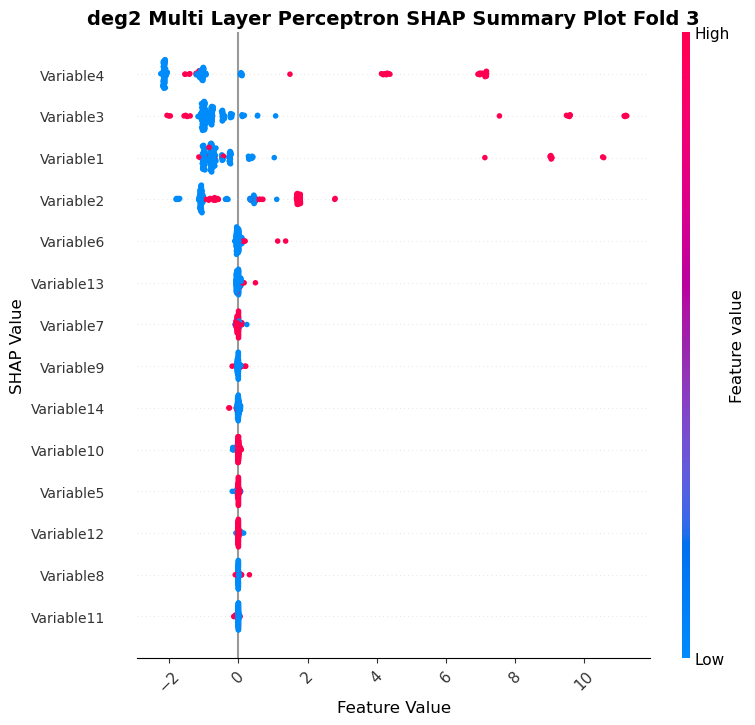 deg2 Multi Layer Perceptron SHAP Summary Plot Fold 3
High
Variable4
Variable3
Variable1
Variable2
Variable6
Variable13
Variable7
Variable9
Variable14
Variable10
Variable5
Variable12
Variable8
Variable11
SHAP Value
Feature value
Low
−2 0 2 4 6 8 10
Feature Value